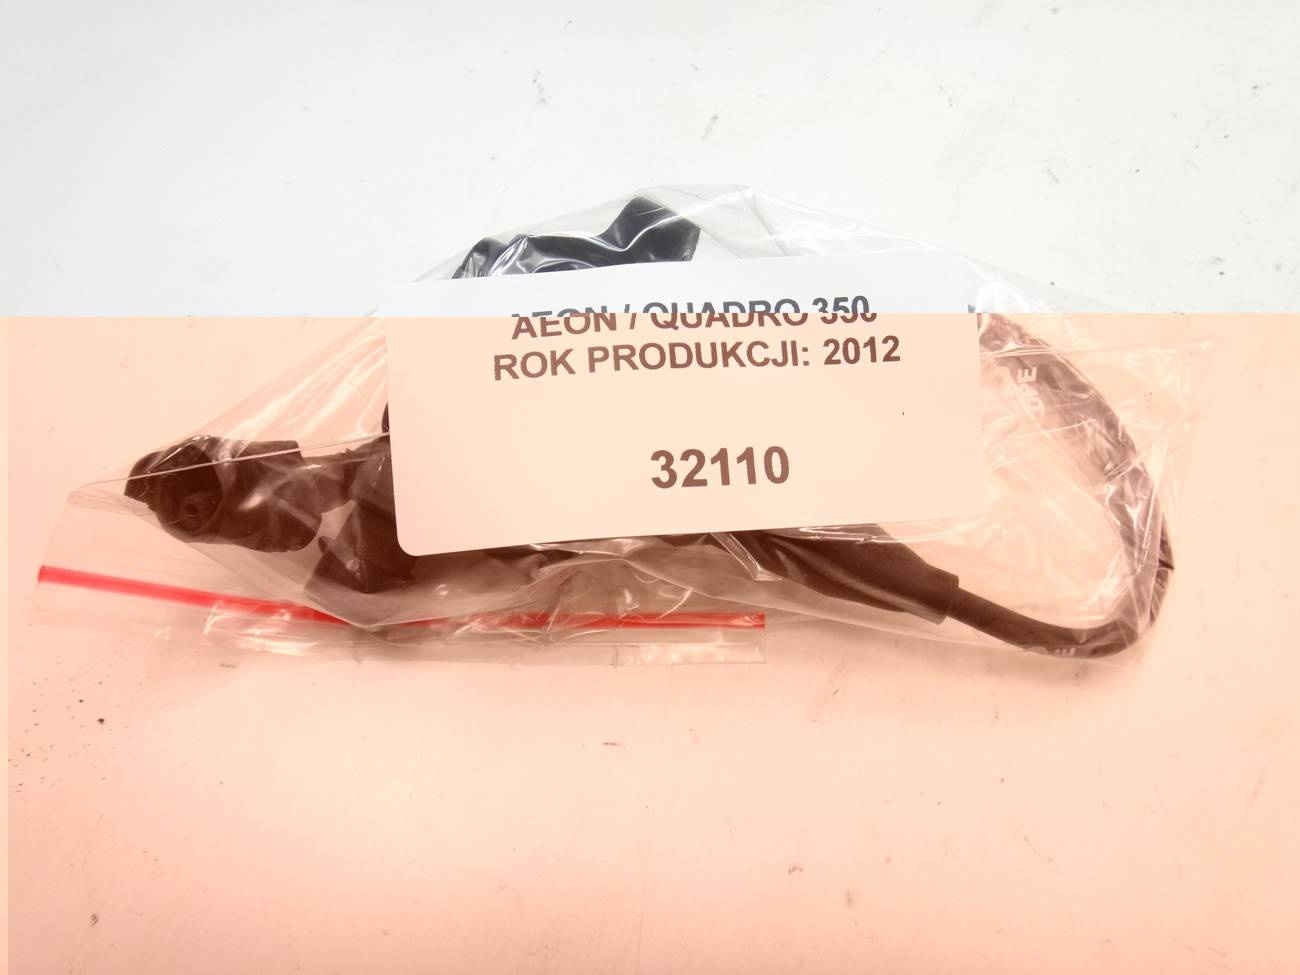 AEON / QUADRO 350
ROK PRODUKCJI: 2012
32110